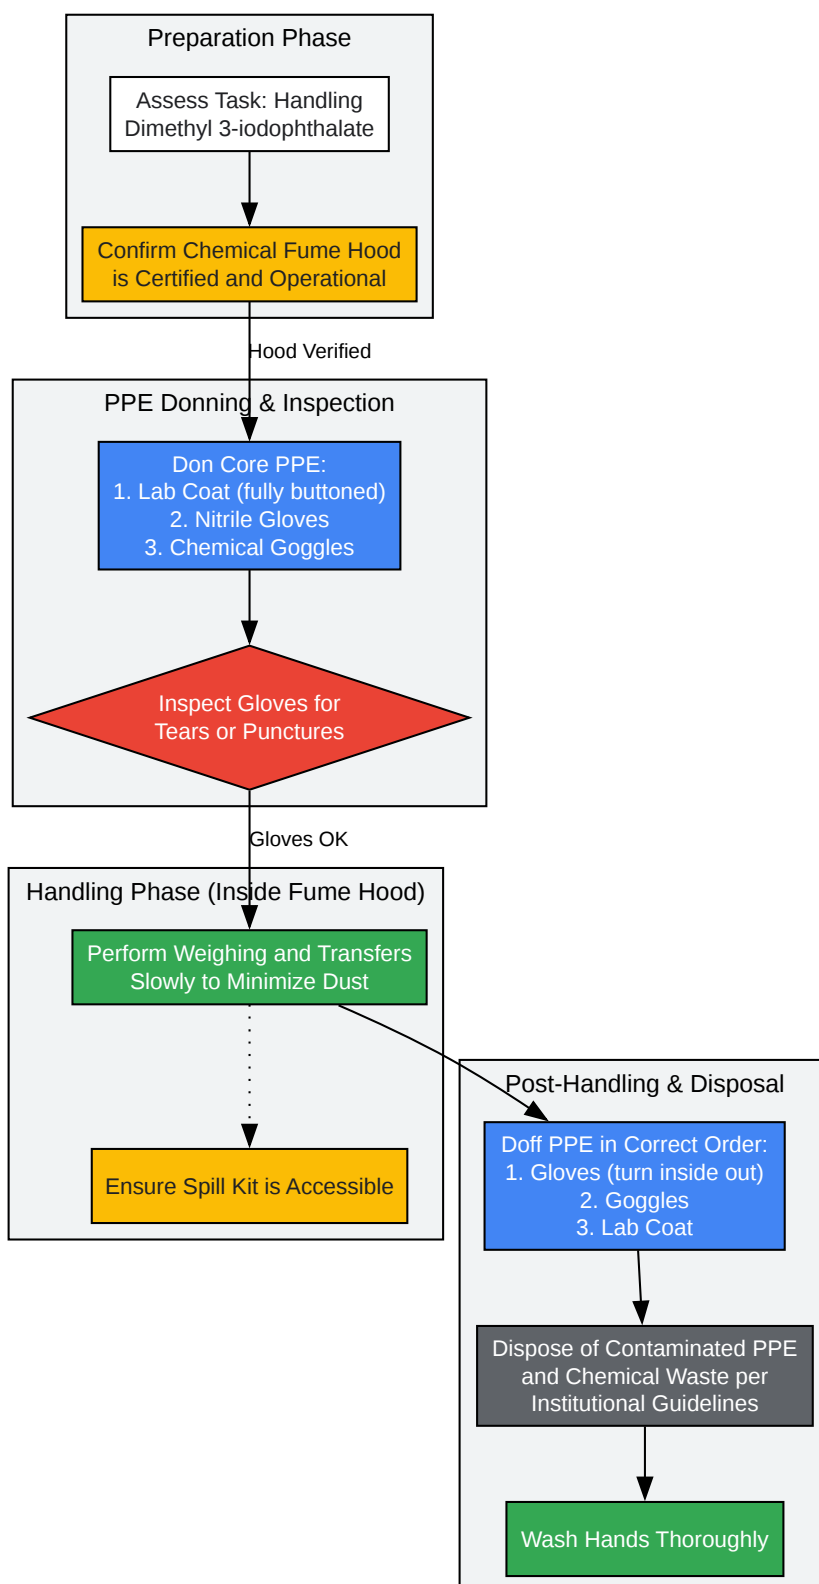 Preparation Phase
Assess Task: Handling
Dimethyl 3-iodophthalate
Confirm Chemical Fume Hood
is Certified and Operational
Hood Verified
PPE Donning & Inspection
Don Core PPE:
1. Lab Coat (fully buttoned)
2. Nitrile Gloves
3. Chemical Goggles
Inspect Gloves for
Tears or Punctures
Gloves OK
Handling Phase (Inside Fume Hood)
Perform Weighing and Transfers
Slowly to Minimize Dust
Ensure Spill Kit is Accessible
Post-Handling & Disposal
Doff PPE in Correct Order:
1. Gloves (turn inside out)
2. Goggles
3. Lab Coat
Dispose of Contaminated PPE
and Chemical Waste per
Institutional Guidelines
Wash Hands Thoroughly